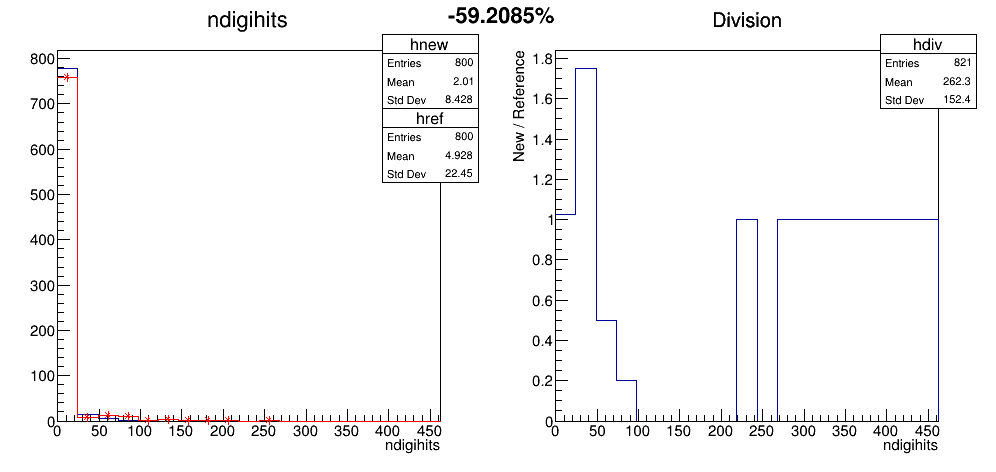 -59.2085%
ndigihits
hnew
Entries 800
Mean 2.01
Std Dev 8.428
href
Entries 800
Mean 4.928
Std Dev 22.45
800
700
600
500
400
300
200
100
0
0 50 100 150 200 250 300 350 400 450
ndigihits
Division
hdiv
Entries 821
Mean 262.3
Std Dev 152.4
New / Reference
1.8
1.6
1.4
1.2
1
0.8
0.6
0.4
0.2
0
0 50 100 150 200 250 300 350 400 450
ndigihits